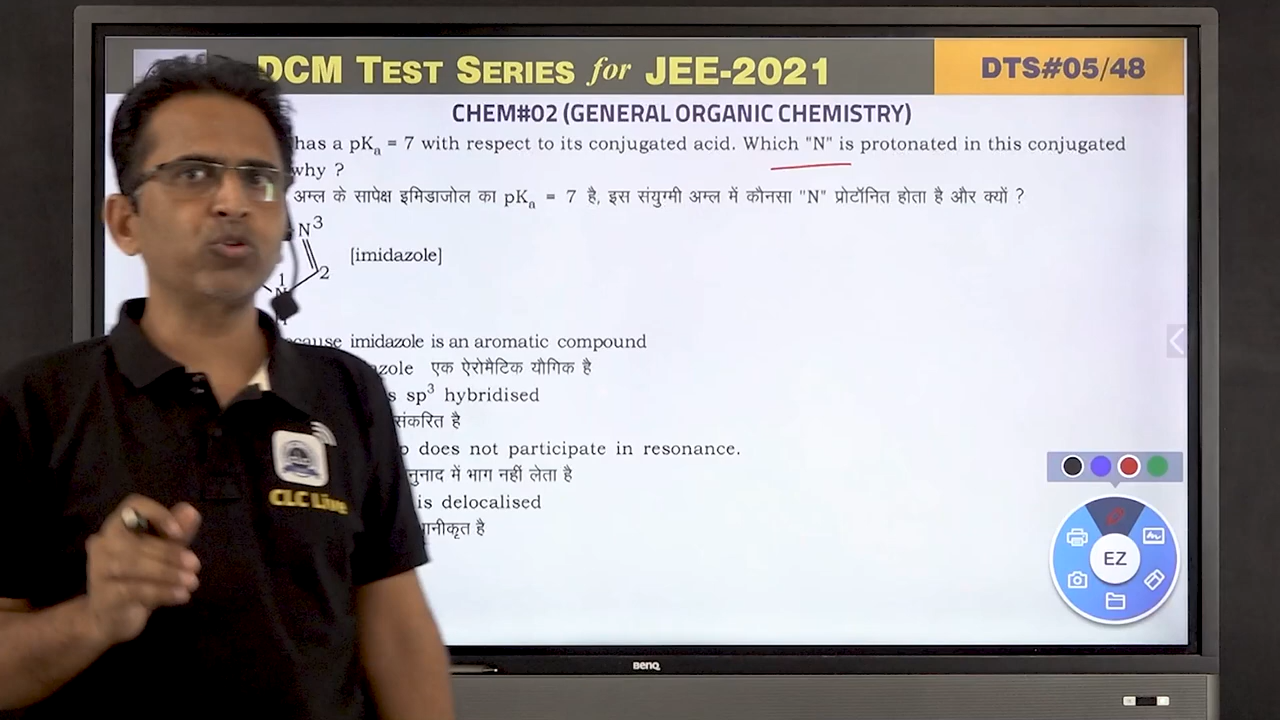 DCM TEST SERIES for JEE-2021
DTS#05/48
CHEM#02 (GENERAL ORGANIC CHEMISTRY)
has a pKa = 7 with respect to its conjugated acid. Which "N" is protonated in this conjugated
why ?
अम्ल के सापेक्ष इमिडाजोल का pKa = 7 है, इस संयुग्मी अम्ल में कौनसा "N" प्रोटॉनित होता है और क्यों ?
N3
[imidazole]
2
1
imidazole is an aromatic compound
एक ऐरोमैटिक यौगिक है
sp3 hybridised
है
does not participate in resonance.
में भाग नहीं लेता है
is delocalised
है
CLC Live
EZ
BenQ